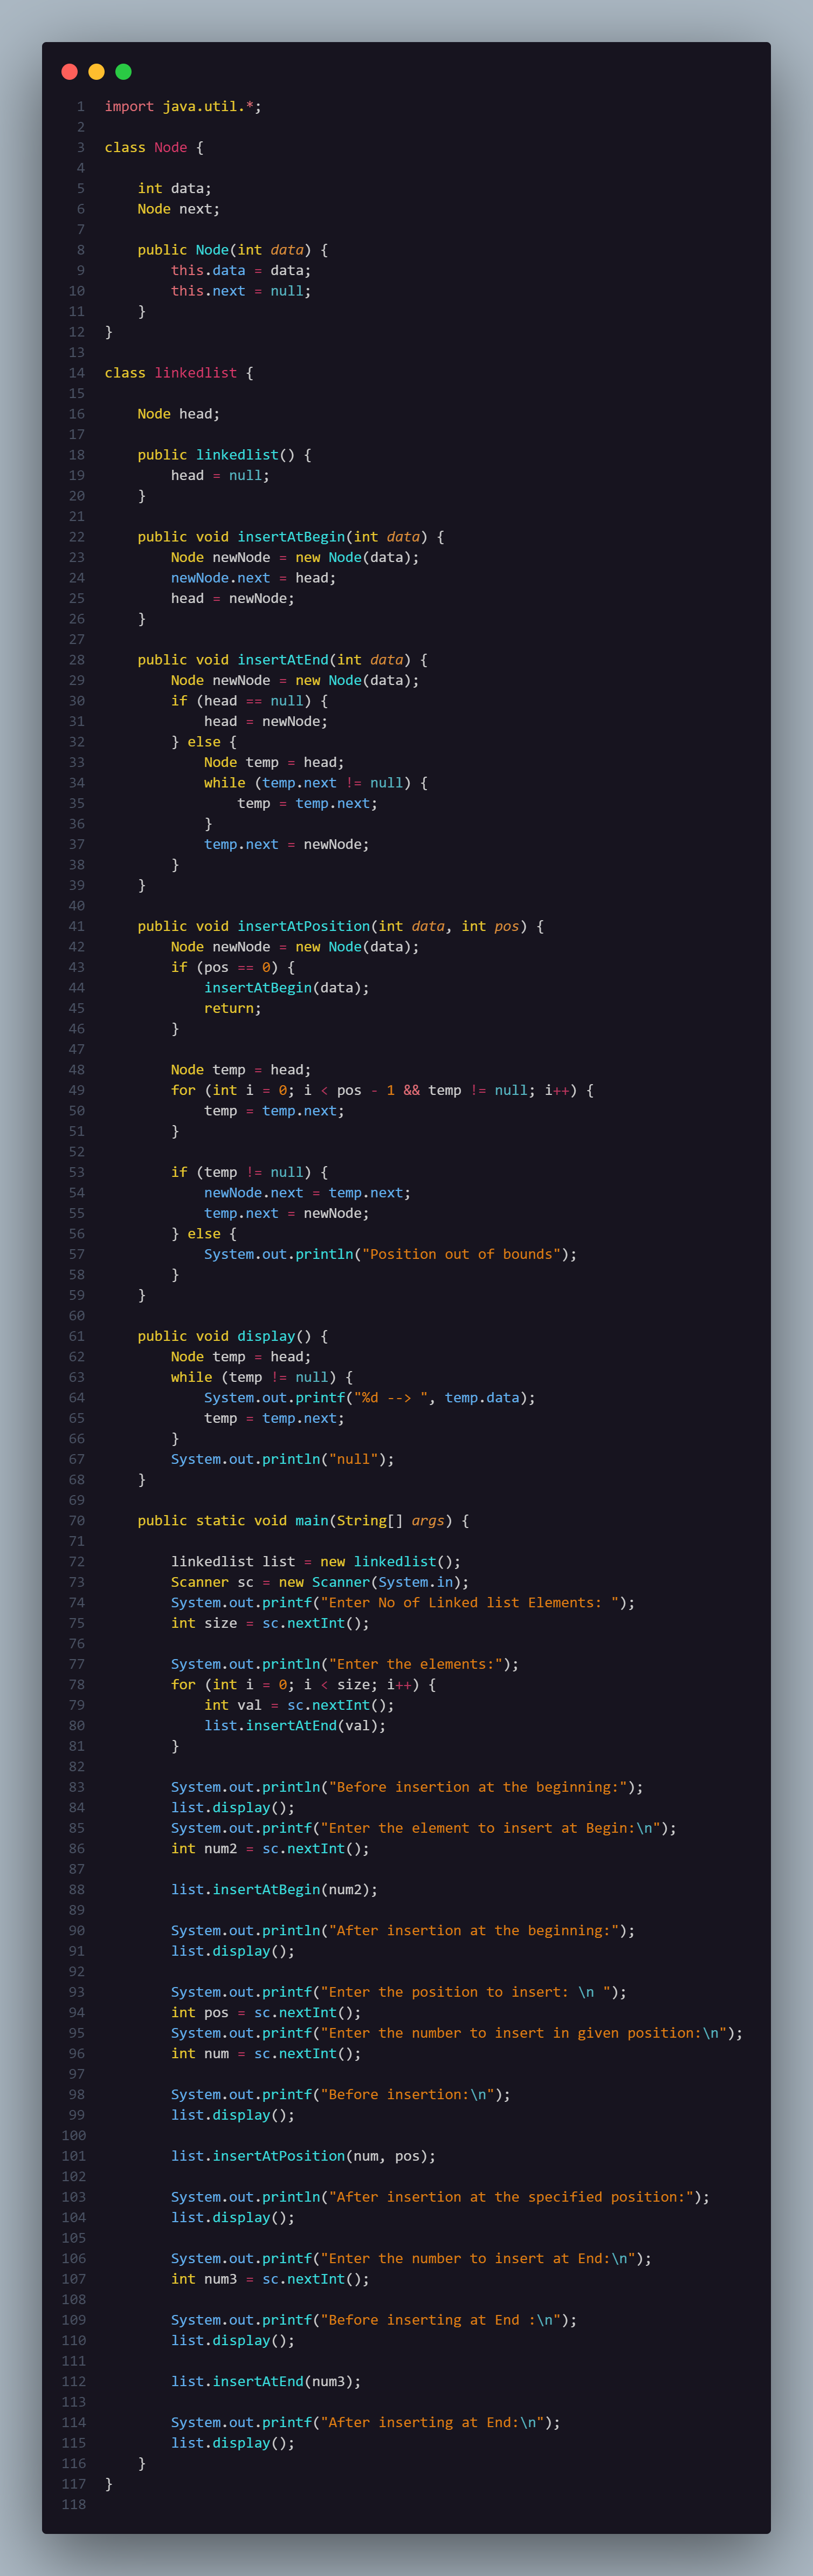 1 import java.util.*;
2
3 class Node {
4
5     int data;
6     Node next;
7
8     public Node(int data) {
9         this.data = data;
10         this.next = null;
11     }
12 }
13
14 class linkedlist {
15
16     Node head;
17
18     public linkedlist() {
19         head = null;
20     }
21
22     public void insertAtBegin(int data) {
23         Node newNode = new Node(data);
24         newNode.next = head;
25         head = newNode;
26     }
27
28     public void insertAtEnd(int data) {
29         Node newNode = new Node(data);
30         if (head == null) {
31             head = newNode;
32         } else {
33             Node temp = head;
34             while (temp.next != null) {
35                 temp = temp.next;
36             }
37             temp.next = newNode;
38         }
39     }
40
41     public void insertAtPosition(int data, int pos) {
42         Node newNode = new Node(data);
43         if (pos == 0) {
44             insertAtBegin(data);
45             return;
46         }
47
48         Node temp = head;
49         for (int i = 0; i < pos - 1 && temp != null; i++) {
50             temp = temp.next;
51         }
52
53         if (temp != null) {
54             newNode.next = temp.next;
55             temp.next = newNode;
56         } else {
57             System.out.println("Position out of bounds");
58         }
59     }
60
61     public void display() {
62         Node temp = head;
63         while (temp != null) {
64             System.out.printf("%d --> ", temp.data);
65             temp = temp.next;
66         }
67         System.out.println("null");
68     }
69
70     public static void main(String[] args) {
71
72         linkedlist list = new linkedlist();
73         Scanner sc = new Scanner(System.in);
74         System.out.printf("Enter No of Linked list Elements: ");
75         int size = sc.nextInt();
76
77         System.out.println("Enter the elements:");
78         for (int i = 0; i < size; i++) {
79             int val = sc.nextInt();
80             list.insertAtEnd(val);
81         }
82
83         System.out.println("Before insertion at the beginning:");
84         list.display();
85         System.out.printf("Enter the element to insert at Begin:\n");
86         int num2 = sc.nextInt();
87
88         list.insertAtBegin(num2);
89
90         System.out.println("After insertion at the beginning:");
91         list.display();
92
93         System.out.printf("Enter the position to insert: \n ");
94         int pos = sc.nextInt();
95         System.out.printf("Enter the number to insert in given position:\n");
96         int num = sc.nextInt();
97
98         System.out.printf("Before insertion:\n");
99         list.display();
100
101         list.insertAtPosition(num, pos);
102
103         System.out.println("After insertion at the specified position:");
104         list.display();
105
106         System.out.printf("Enter the number to insert at End:\n");
107         int num3 = sc.nextInt();
108
109         System.out.printf("Before inserting at End :\n");
110         list.display();
111
112         list.insertAtEnd(num3);
113
114         System.out.printf("After inserting at End:\n");
115         list.display();
116     }
117 }
118